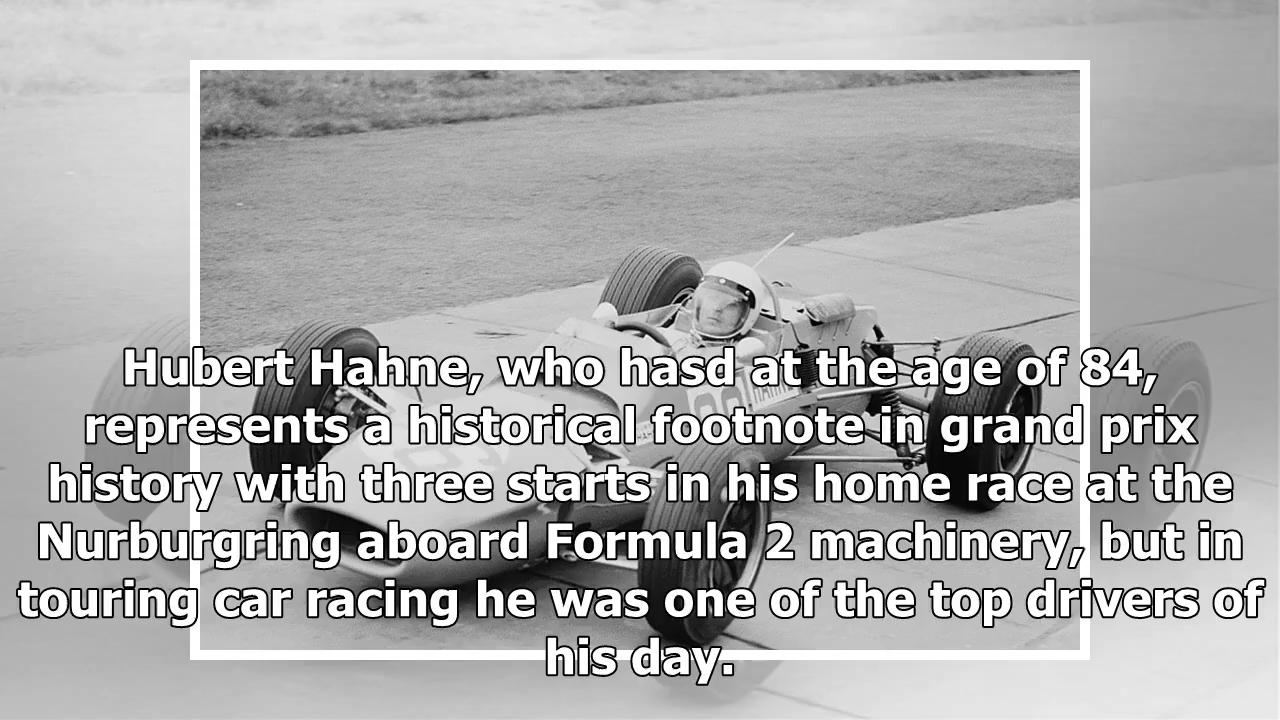 Hubert Hahne, who hasd at the age of 84,
represents a historical footnote in grand prix
history with three starts in his home race at the
Nurburgring aboard Formula 2 machinery, but in
touring car racing he was one of the top drivers of
his day.